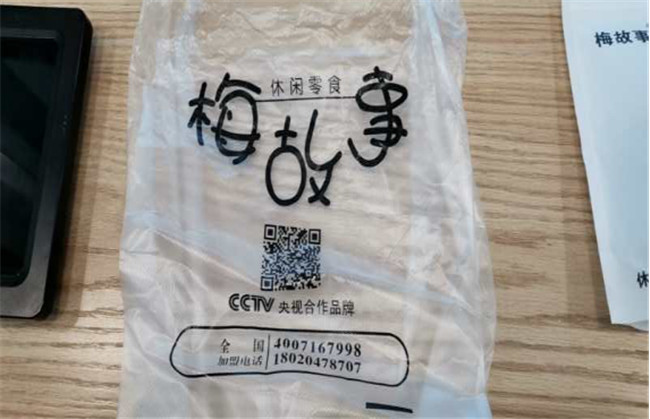 休闲零食
梅故事
CCTV 央视合作品牌
全国 4007167998
加盟电话 18020478707
梅故事
休